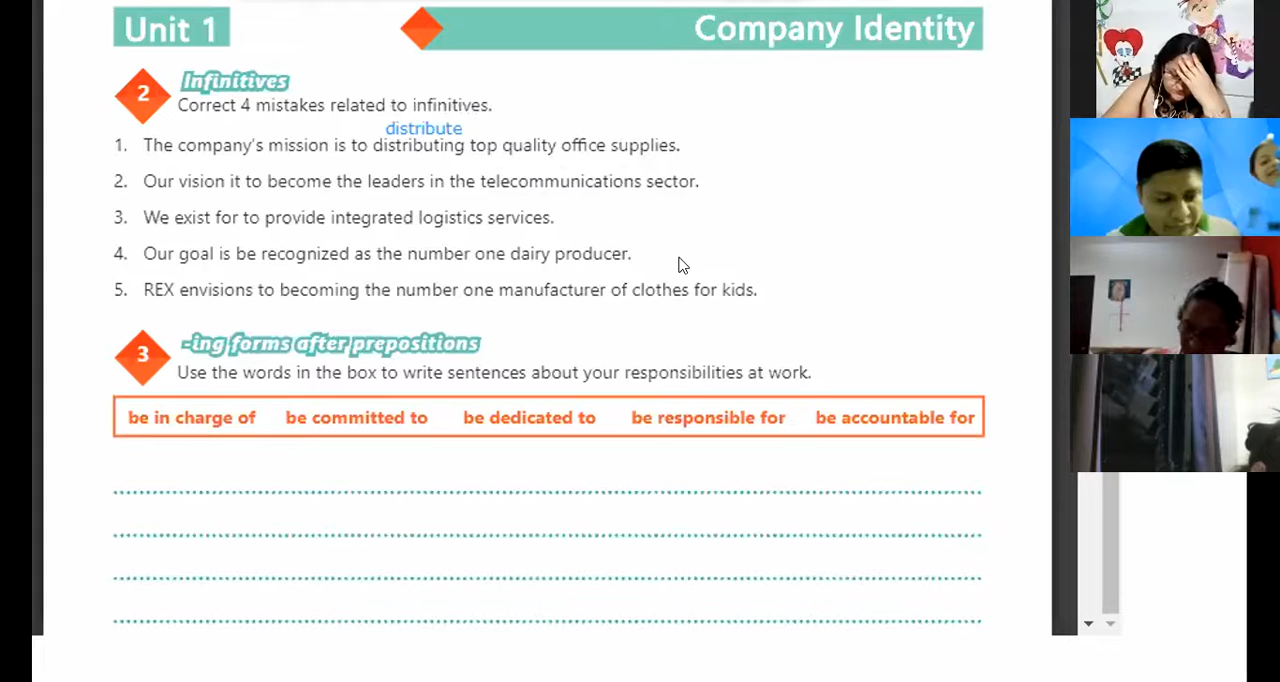 Unit 1
Company Identity
2
Infinitives
Correct 4 mistakes related to infinitives.
distribute
1. The company's mission is to distributing top quality office supplies.
2. Our vision it to become the leaders in the telecommunications sector.
3. We exist for to provide integrated logistics services.
4. Our goal is be recognized as the number one dairy producer.
5. REX envisions to becoming the number one manufacturer of clothes for kids.
3
-ing forms after prepositions
Use the words in the box to write sentences about your responsibilities at work.
be in charge of be committed to be dedicated to be responsible for be accountable for